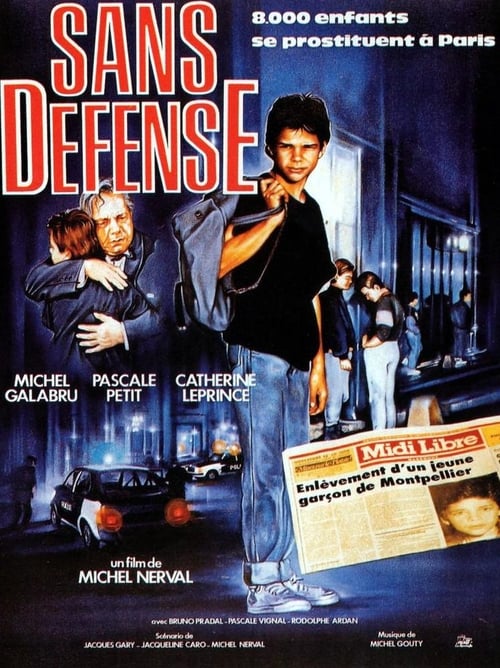 SANS
DEFENSE
8.000 enfants
se prostituent à Paris
MICHEL
GALABRU
PASCALE
PETIT
CATHERINE
LEPRINCE
Midi Libre
Enlèvement d'un jeune
garçon de Montpellier
un film de
MICHEL NERVAL
avec BRUNO PRADAL - PASCALE VIGNAL - RODOLPHE ARDAN
Scénario de
JACQUES GARY - JACQUELINE CARO - MICHEL NERVAL
Musique de
MICHEL GOUTY